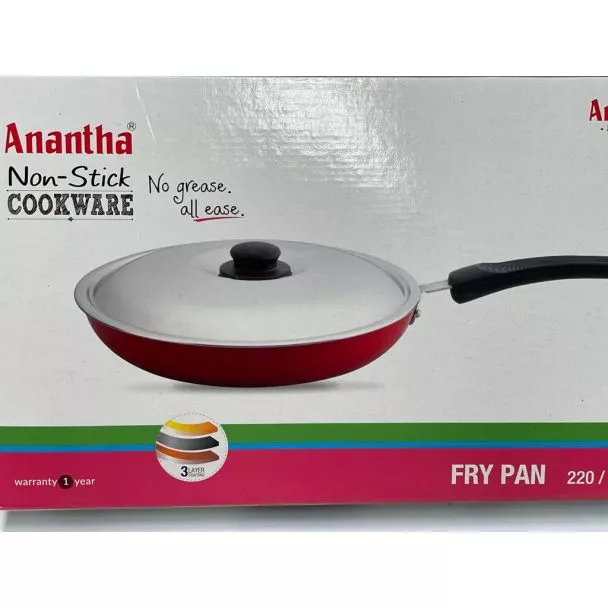 Anantha®
Non-Stick
COOKWARE
No grease.
all ease.
3 LAYER
COATING
warranty 1 year
FRY PAN 220 /